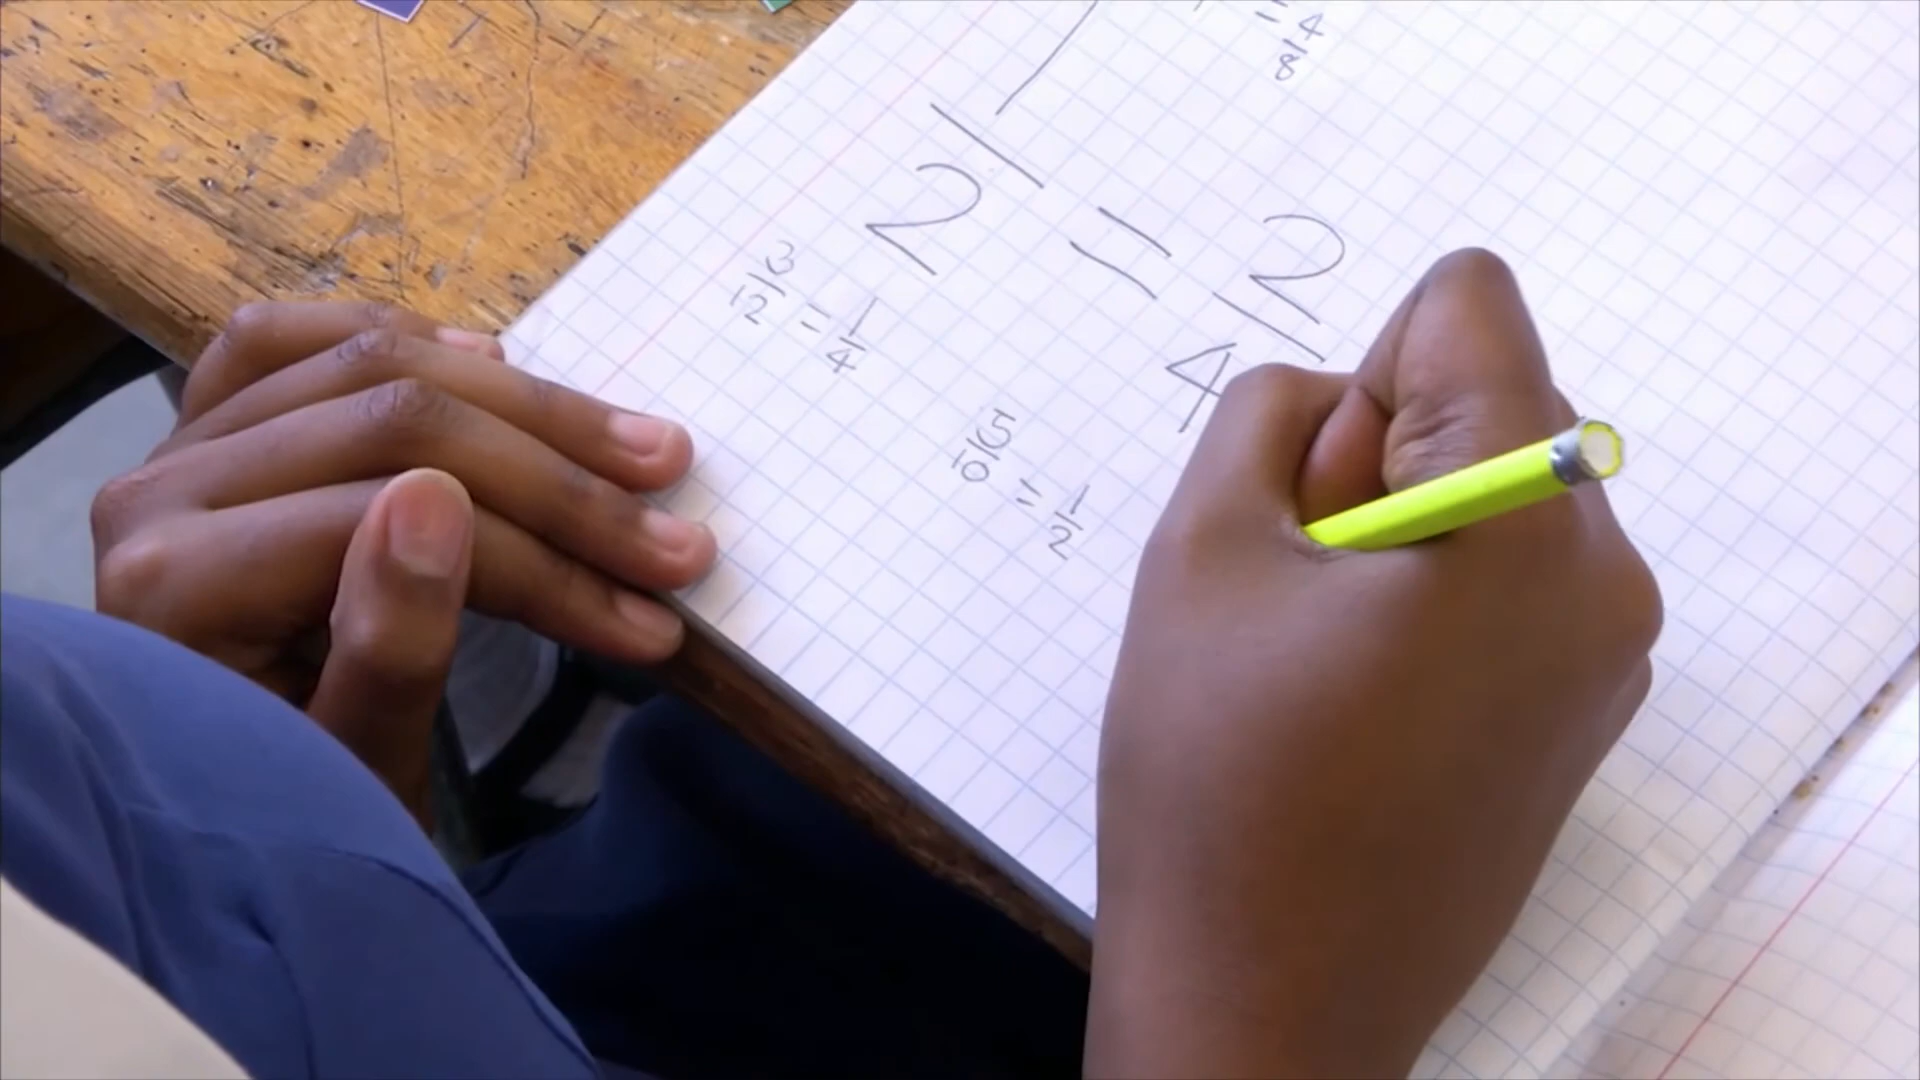 = 4/8
1/2 = 2/4
3/12 = 1/4
5/10 = 1/2